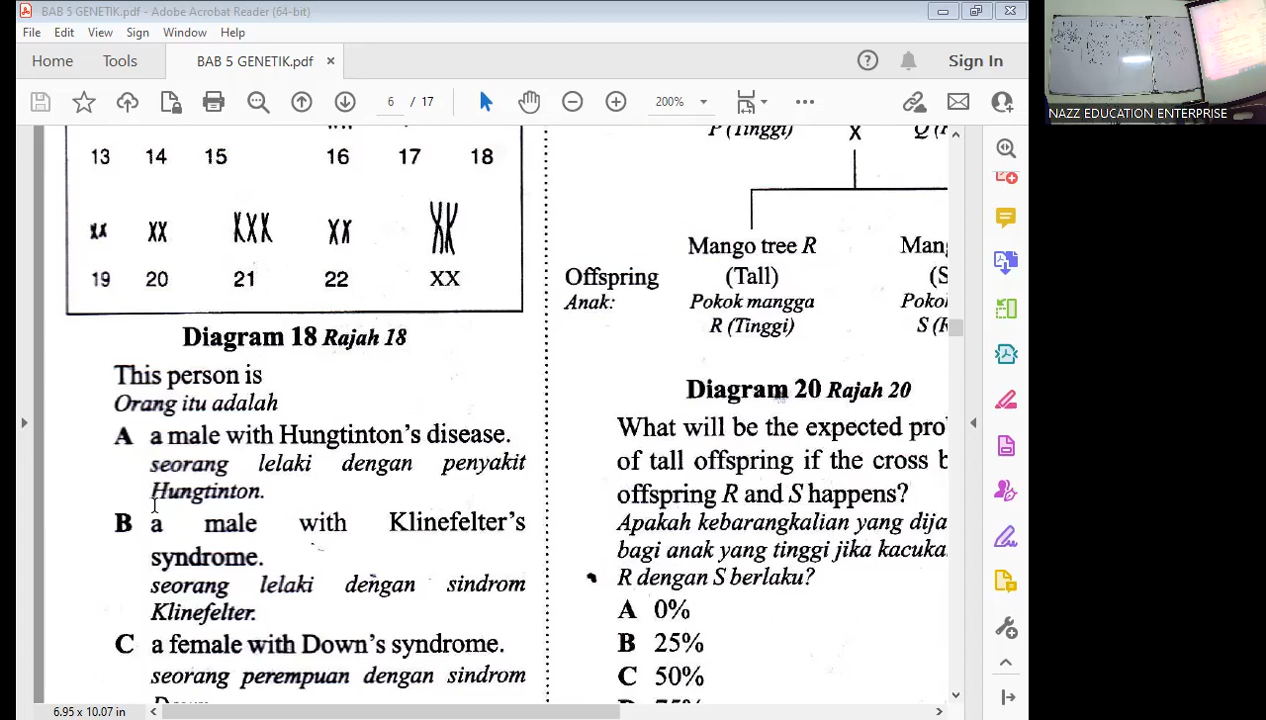 BAB 5 GENETIK.pdf - Adobe Acrobat Reader (64-bit)
File Edit View Sign Window Help
Home Tools BAB 5 GENETIK.pdf × Sign In
6 / 17 200%
13 14 15 16 17 18
19 20 21 22 XX
Diagram 18 Rajah 18
This person is
Orang itu adalah
A a male with Hungtinton's disease.
seorang lelaki dengan penyakit
Hungtinton.
B a male with Klinefelter's
syndrome.
seorang lelaki dengan sindrom
Klinefelter.
C a female with Down's syndrome.
seorang perempuan dengan sindrom
P (Tinggi) X
Mango tree R
Offspring (Tall)
Anak: Pokok mangga
R (Tinggi)
Diagram 20 Rajah 20
What will be the expected pro
of tall offspring if the cross b
offspring R and S happens?
Apakah kebarangkalian yang dija
bagi anak yang tinggi jika kacuka
R dengan S berlaku?
A 0%
B 25%
C 50%
6.95 x 10.07 in
NAZZ EDUCATION ENTERPRISE